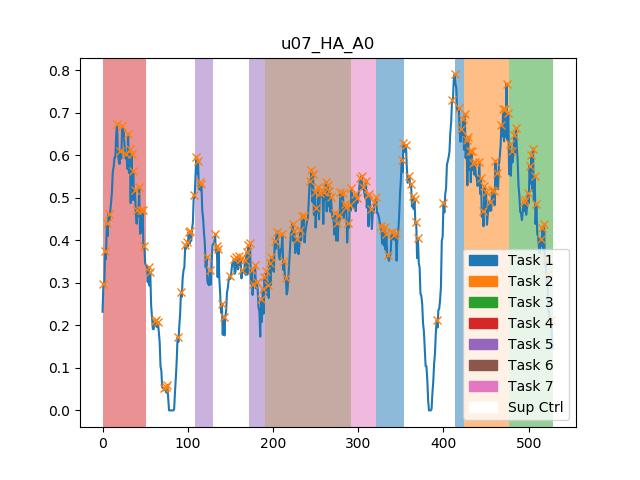 u07_HA_A0
0.8
0.7
0.6
0.5
0.4
0.3
0.2
0.1
0.0
0 100 200 300 400 500
Task 1
Task 2
Task 3
Task 4
Task 5
Task 6
Task 7
Sup Ctrl